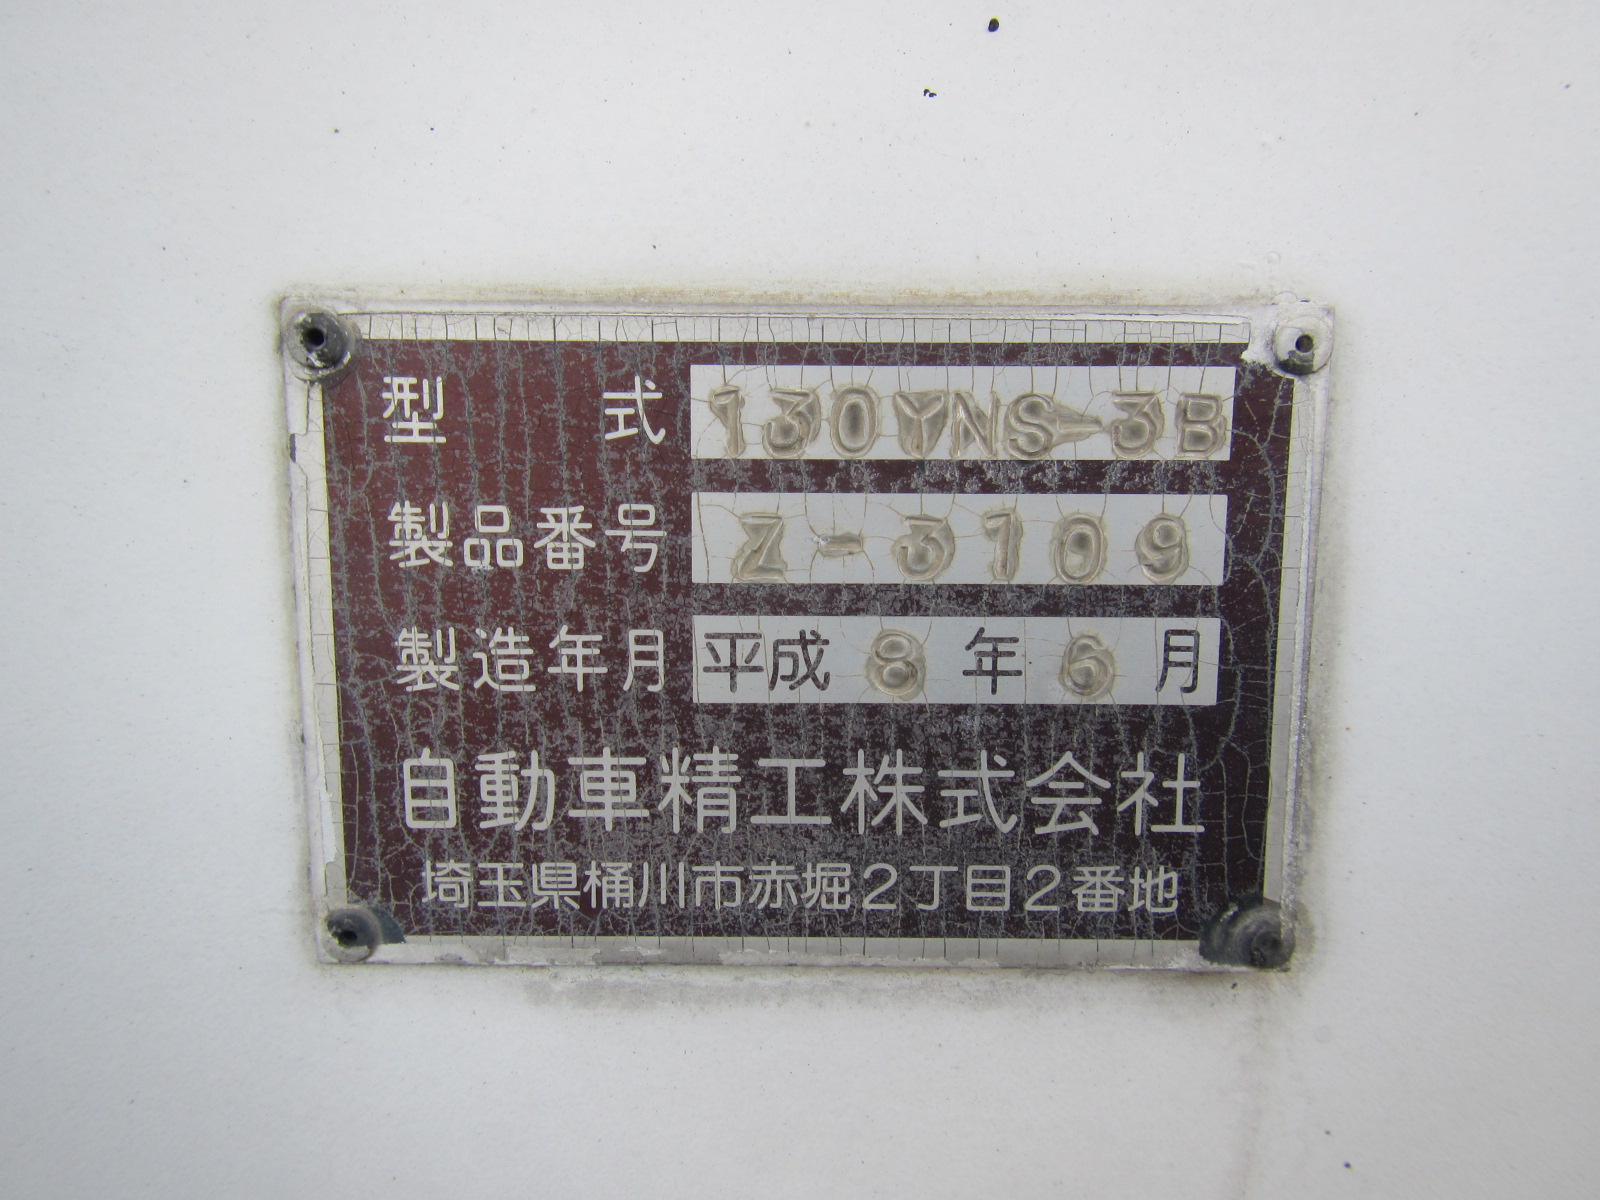 型式 130YNS-3B
製品番号 Z-3109
製造年月 平成8年6月
自動車精工株式会社
埼玉県桶川市赤堀2丁目2番地